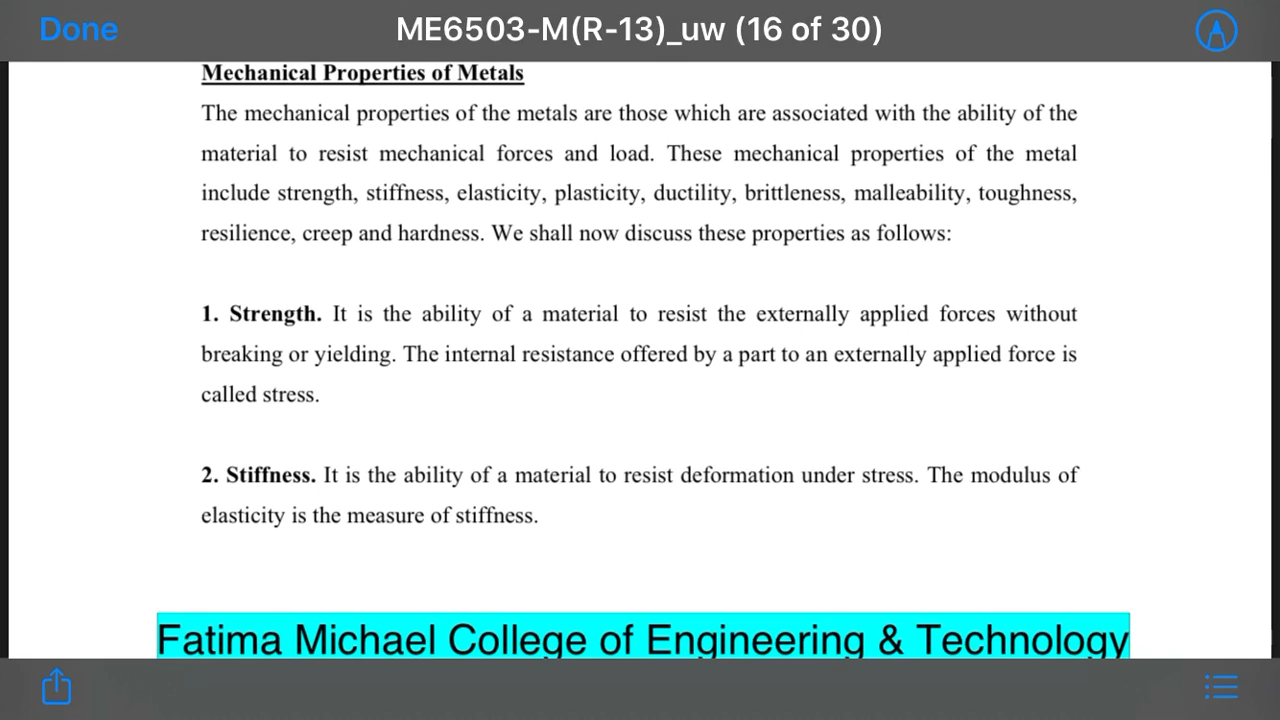 Done
ME6503-M(R-13)_uw (16 of 30)
Mechanical Properties of Metals
The mechanical properties of the metals are those which are associated with the ability of the
material to resist mechanical forces and load. These mechanical properties of the metal
include strength, stiffness, elasticity, plasticity, ductility, brittleness, malleability, toughness,
resilience, creep and hardness. We shall now discuss these properties as follows:
1. Strength. It is the ability of a material to resist the externally applied forces without
breaking or yielding. The internal resistance offered by a part to an externally applied force is
called stress.
2. Stiffness. It is the ability of a material to resist deformation under stress. The modulus of
elasticity is the measure of stiffness.
Fatima Michael College of Engineering & Technology